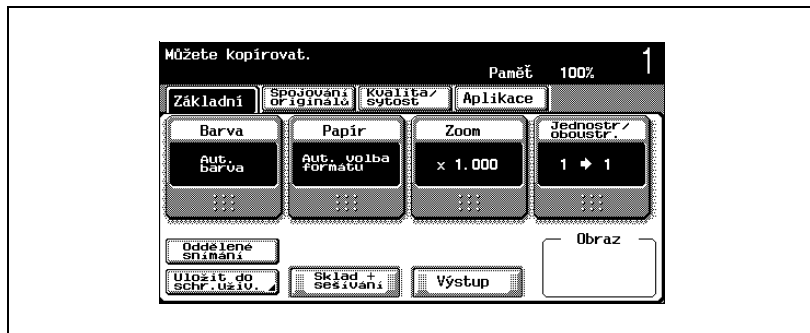 Můžete kopírovat.
Paměť 100% 1
Základní
Spojování
originálů
Kvalita/
sytost
Aplikace
Barva
Aut.
barva
Papír
Aut. volba
formátu
Zoom
× 1.000
Jednostr/
oboustr.
1 ➔ 1
Oddělené
snímání
Uložit do
schr.uživ.
Sklad +
sešívání
Výstup
Obraz